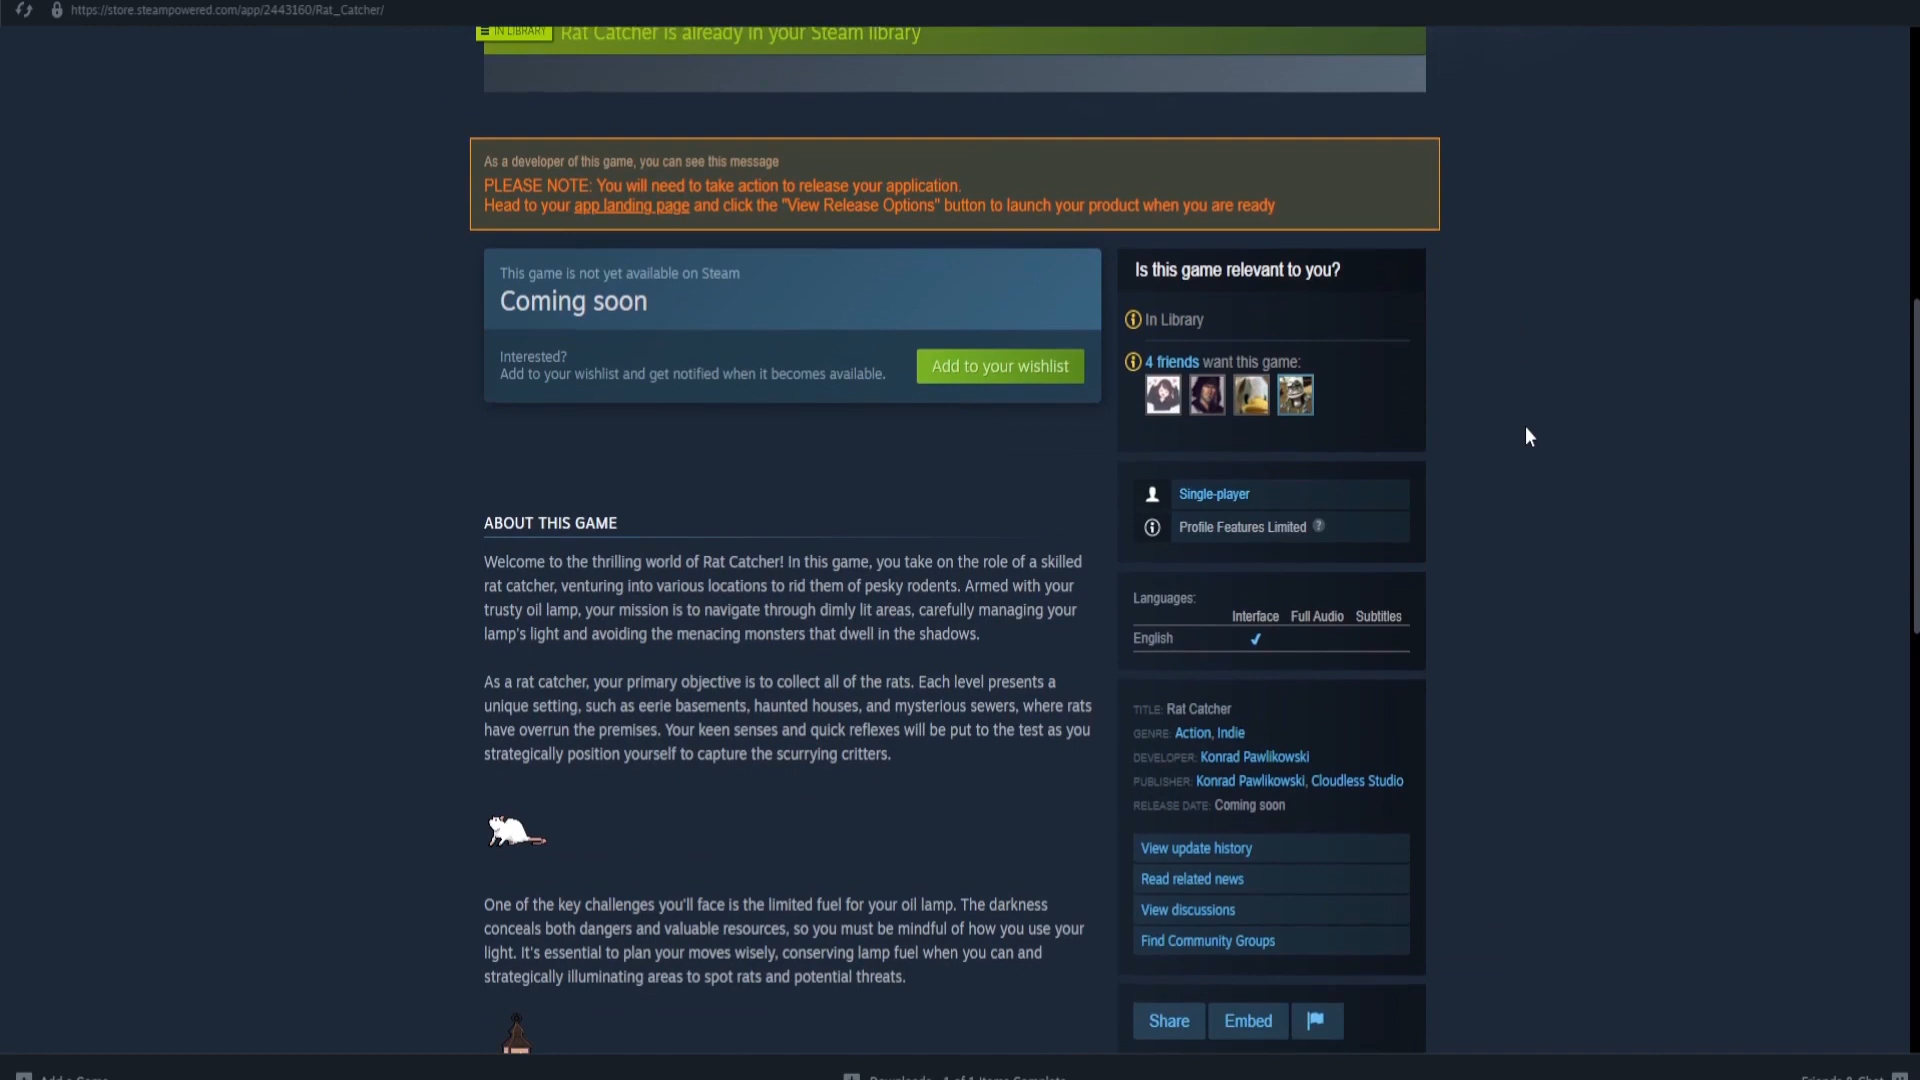 https://store.steampowered.com/app/2443160/Rat_Catcher/
IN LIBRARY
Rat Catcher is already in your Steam library
As a developer of this game, you can see this message
PLEASE NOTE: You will need to take action to release your application.
Head to your app landing page and click the "View Release Options" button to launch your product when you are ready
This game is not yet available on Steam
Coming soon
Interested?
Add to your wishlist and get notified when it becomes available.
Add to your wishlist
ABOUT THIS GAME
Welcome to the thrilling world of Rat Catcher! In this game, you take on the role of a skilled
rat catcher, venturing into various locations to rid them of pesky rodents. Armed with your
trusty oil lamp, your mission is to navigate through dimly lit areas, carefully managing your
lamp's light and avoiding the menacing monsters that dwell in the shadows.
As a rat catcher, your primary objective is to collect all of the rats. Each level presents a
unique setting, such as eerie basements, haunted houses, and mysterious sewers, where rats
have overrun the premises. Your keen senses and quick reflexes will be put to the test as you
strategically position yourself to capture the scurrying critters.
One of the key challenges you'll face is the limited fuel for your oil lamp. The darkness
conceals both dangers and valuable resources, so you must be mindful of how you use your
light. It's essential to plan your moves wisely, conserving lamp fuel when you can and
strategically illuminating areas to spot rats and potential threats.
Is this game relevant to you?
In Library
4 friends want this game:
Single-player
Profile Features Limited ?
Languages:
Interface Full Audio Subtitles
English ✔
TITLE: Rat Catcher
GENRE: Action, Indie
DEVELOPER: Konrad Pawlikowski
PUBLISHER: Konrad Pawlikowski, Cloudless Studio
RELEASE DATE: Coming soon
View update history
Read related news
View discussions
Find Community Groups
Share Embed
Add a Game
Downloads - 1 of 1 Items Complete
Friends & Chat